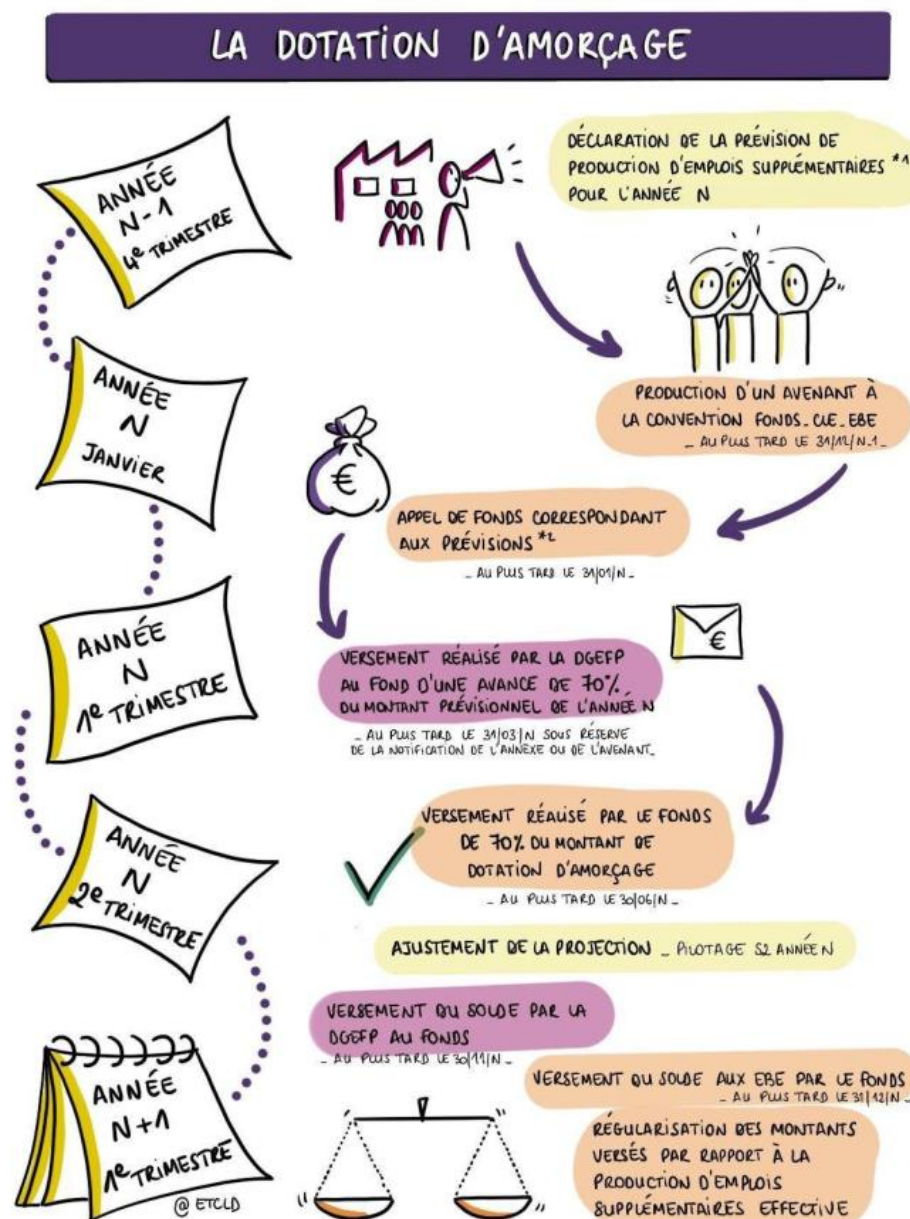 LA DOTATION D'AMORÇAGE
ANNÉE
N-1
4e TRIMESTRE
DÉCLARATION DE LA PRÉVISION DE
PRODUCTION D'EMPLOIS SUPPLÉMENTAIRES *1
POUR L'ANNÉE N
PRODUCTION D'UN AVENANT À
LA CONVENTION FONDS_CLE_EBE
_ AU PLUS TARD LE 31/12/N-1 _
ANNÉE
N
JANVIER
€
APPEL DE FONDS CORRESPONDANT
AUX PRÉVISIONS *2
_ AU PLUS TARD LE 31/01/N _
ANNÉE
N
1e TRIMESTRE
€
VERSEMENT RÉALISÉ PAR LA DGEFP
AU FOND D'UNE AVANCE DE 70%
DU MONTANT PRÉVISIONNEL DE L'ANNÉE N
_ AU PLUS TARD LE 31/03/N SOUS RÉSERVE
DE LA NOTIFICATION DE L'ANNEXE OU DE L'AVENANT_
ANNÉE
N
2e TRIMESTRE
VERSEMENT RÉALISÉ PAR LE FONDS
DE 70% DU MONTANT DE
DOTATION D'AMORÇAGE
_ AU PLUS TARD LE 30/06/N _
AJUSTEMENT DE LA PROJECTION _ PILOTAGE S2 ANNÉE N
VERSEMENT DU SOLDE PAR LA
DGEFP AU FONDS
_ AU PLUS TARD LE 30/11/N _
ANNÉE
N+1
1e TRIMESTRE
@ ETCLD
VERSEMENT DU SOLDE AUX EBE PAR LE FONDS
_ AU PLUS TARD LE 31/12/N _
RÉGULARISATION DES MONTANTS
VERSÉS PAR RAPPORT À LA
PRODUCTION D'EMPLOIS
SUPPLÉMENTAIRES EFFECTIVE